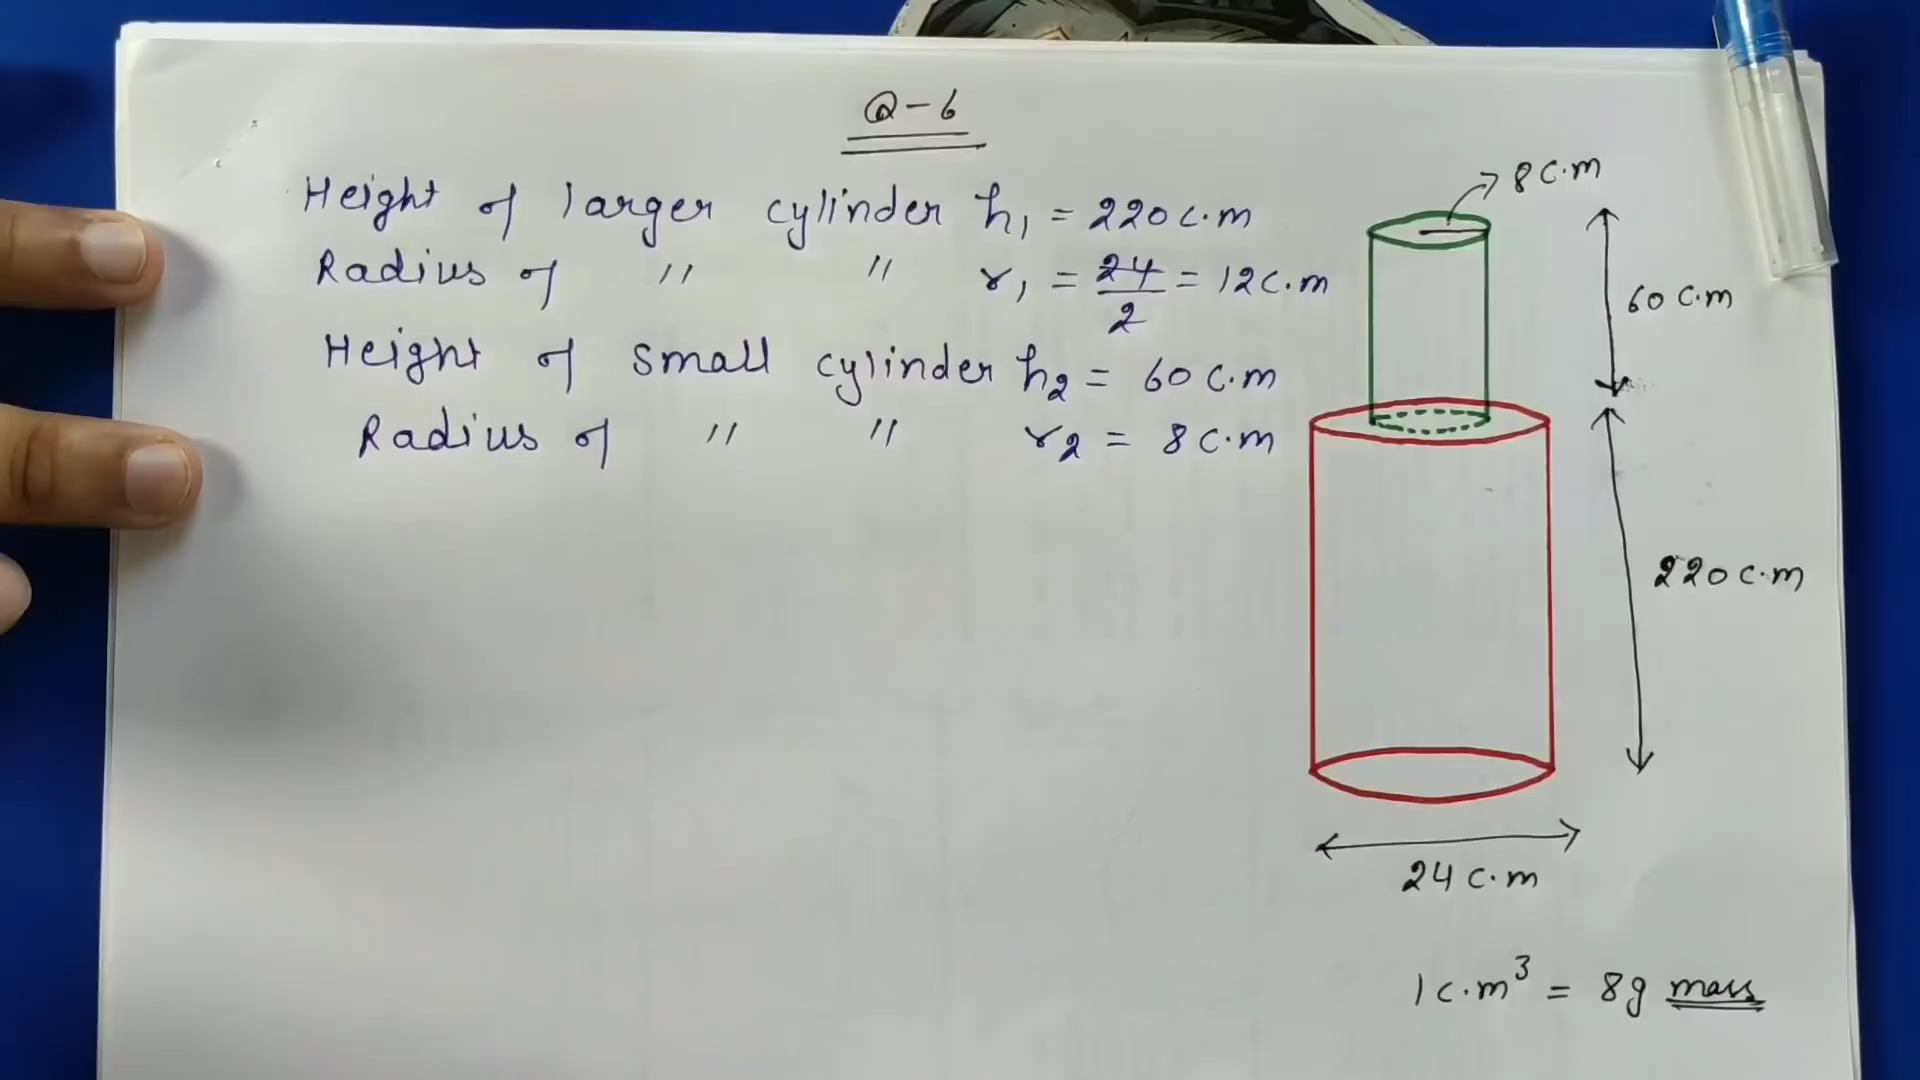 Q-6
Height of larger cylinder h₁ = 220 c.m
Radius of " " r₁ = 24/2 = 12 c.m
Height of small cylinder h₂ = 60 c.m
Radius of " " r₂ = 8 c.m
8 c.m
60 c.m
220 c.m
24 c.m
1 c.m³ = 8g mass